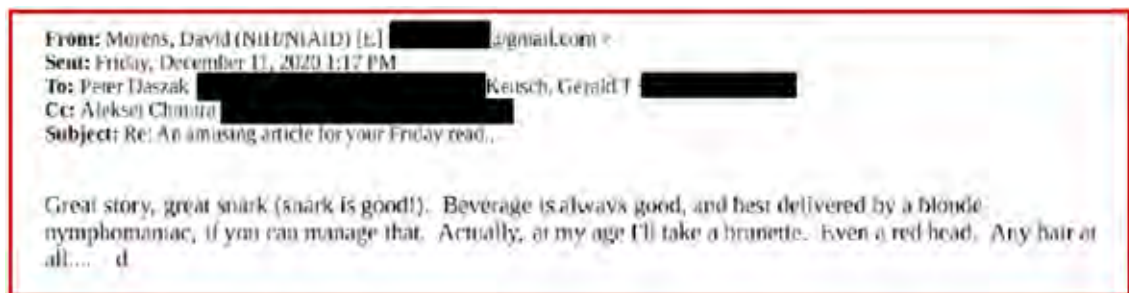 From: Morens, David (NIH/NIAID) [E] @gmail.com >
Sent: Friday, December 11, 2020 1:17 PM
To: Peter Daszak Keusch, Gerald T
Cc: Aleksei Chmura
Subject: Re: An amusing article for your Friday read..
Great story, great snark (snark is good!). Beverage is always good, and best delivered by a blonde
nymphomaniac, if you can manage that. Actually, at my age I'll take a brunette. Even a red head. Any hair at
all.... d